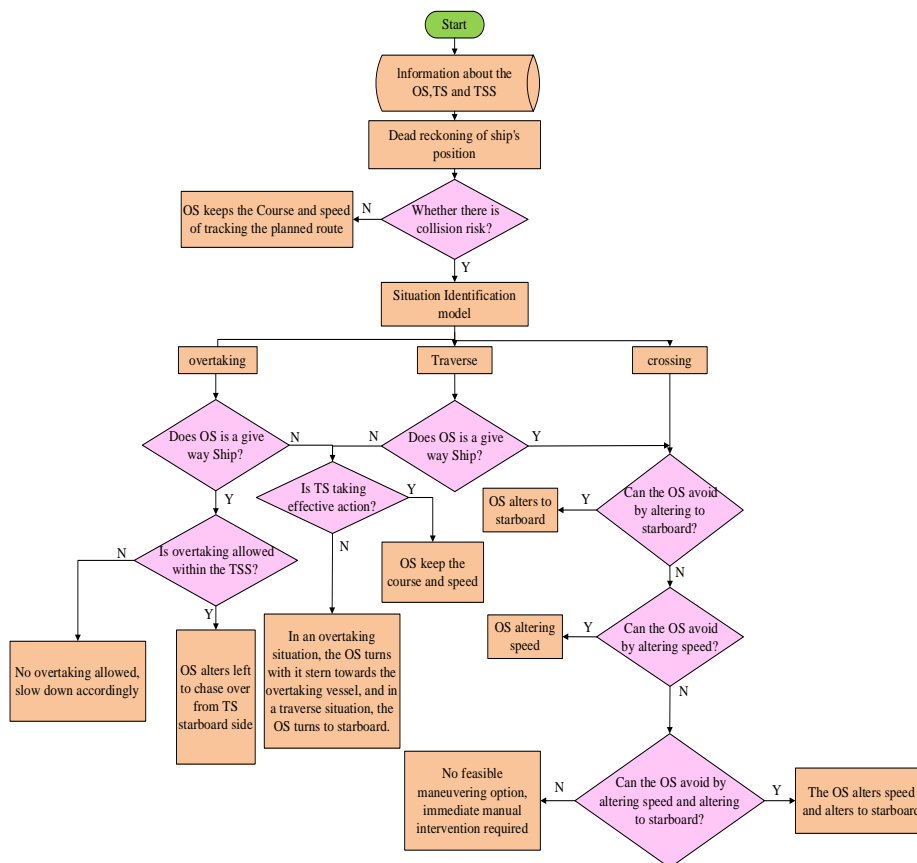 Start
Information about the
OS,TS and TSS
Dead reckoning of ship's
position
N
Whether there is
collision risk?
OS keeps the Course and speed
of tracking the planned route
Y
Situation Identification
model
overtaking
Traverse
crossing
Does OS is a give
way Ship?
N
N
Does OS is a give
way Ship?
Y
Is TS taking
effective action?
Y
Y
OS alters to
starboard
Y
Can the OS avoid
by altering to
starboard?
N
Is overtaking allowed
within the TSS?
N
OS keep the
course and speed
N
Y
OS altering
speed
Y
Can the OS avoid
by altering speed?
No overtaking allowed,
slow down accordingly
OS alters left
to chase over
from TS
starboard side
In an overtaking
situation, the OS turns
with it stern towards the
overtaking vessel, and in
a traverse situation, the
OS turns to starboard.
N
No feasible
maneuvering option,
immediate manual
intervention required
N
Can the OS avoid by
altering speed and altering
to starboard?
Y
The OS alters speed
and alters to starboard